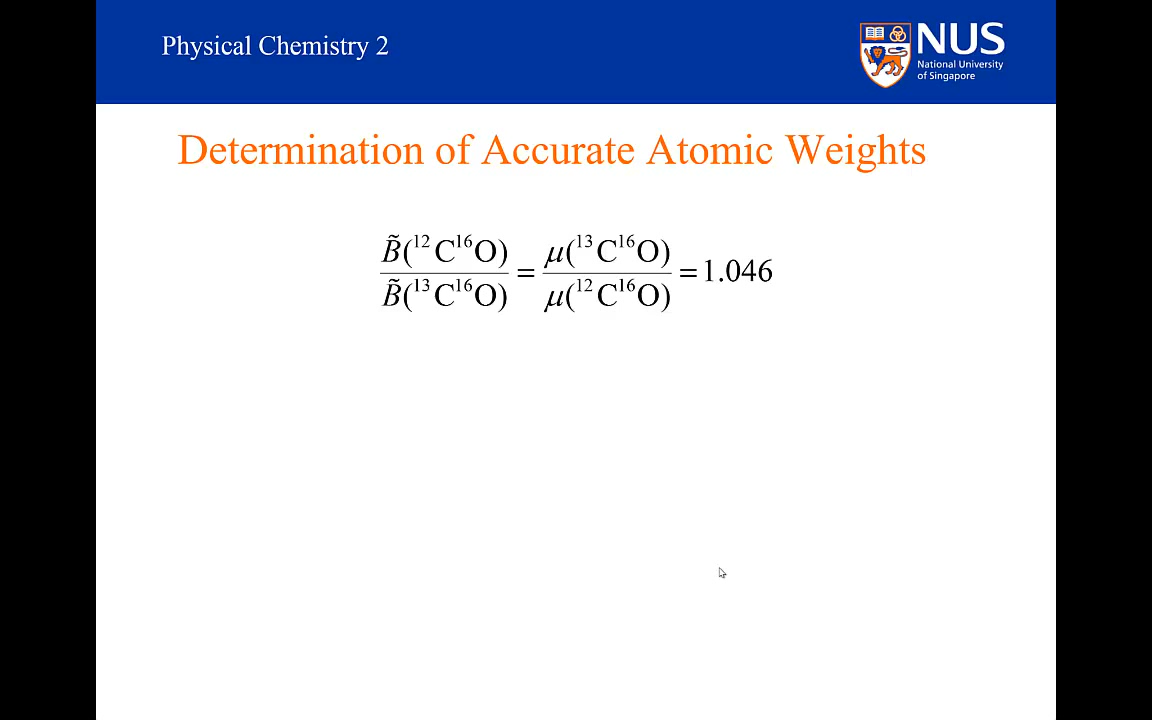 Physical Chemistry 2
NUS
National University
of Singapore
Determination of Accurate Atomic Weights
B̃(¹²C¹⁶O) / B̃(¹³C¹⁶O) = μ(¹³C¹⁶O) / μ(¹²C¹⁶O) = 1.046